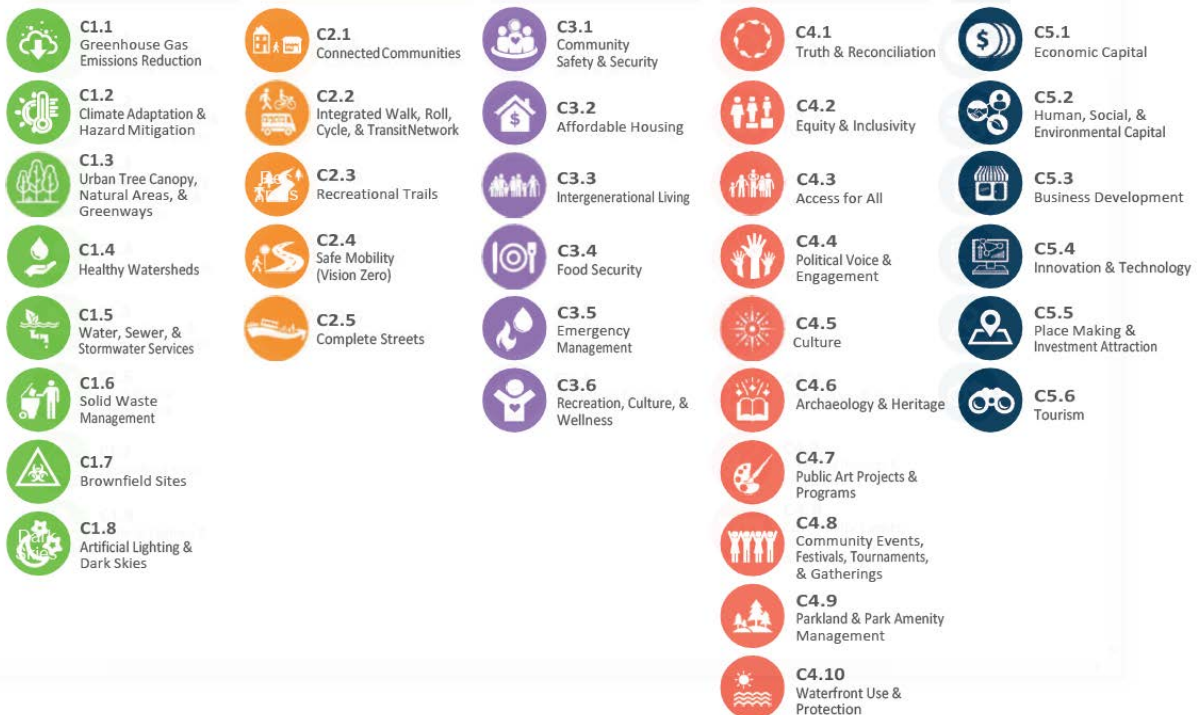 C1.1
Greenhouse Gas
Emissions Reduction
C1.2
Climate Adaptation &
Hazard Mitigation
C1.3
Urban Tree Canopy,
Natural Areas, &
Greenways
C1.4
Healthy Watersheds
C1.5
Water, Sewer, &
Stormwater Services
C1.6
Solid Waste
Management
C1.7
Brownfield Sites
Dark
Skies
C1.8
Artificial Lighting &
Dark Skies
C2.1
Connected Communities
C2.2
Integrated Walk, Roll,
Cycle, & TransitNetwork
C2.3
Recreational Trails
C2.4
Safe Mobility
(Vision Zero)
C2.5
Complete Streets
C3.1
Community
Safety & Security
$
C3.2
Affordable Housing
C3.3
Intergenerational Living
C3.4
Food Security
C3.5
Emergency
Management
C3.6
Recreation, Culture, &
Wellness
C4.1
Truth & Reconciliation
C4.2
Equity & Inclusivity
C4.3
Access for All
C4.4
Political Voice &
Engagement
C4.5
Culture
C4.6
Archaeology & Heritage
C4.7
Public Art Projects &
Programs
C4.8
Community Events,
Festivals, Tournaments,
& Gatherings
C4.9
Parkland & Park Amenity
Management
C4.10
Waterfront Use &
Protection
$
C5.1
Economic Capital
C5.2
Human, Social, &
Environmental Capital
C5.3
Business Development
C5.4
Innovation & Technology
C5.5
Place Making &
Investment Attraction
C5.6
Tourism